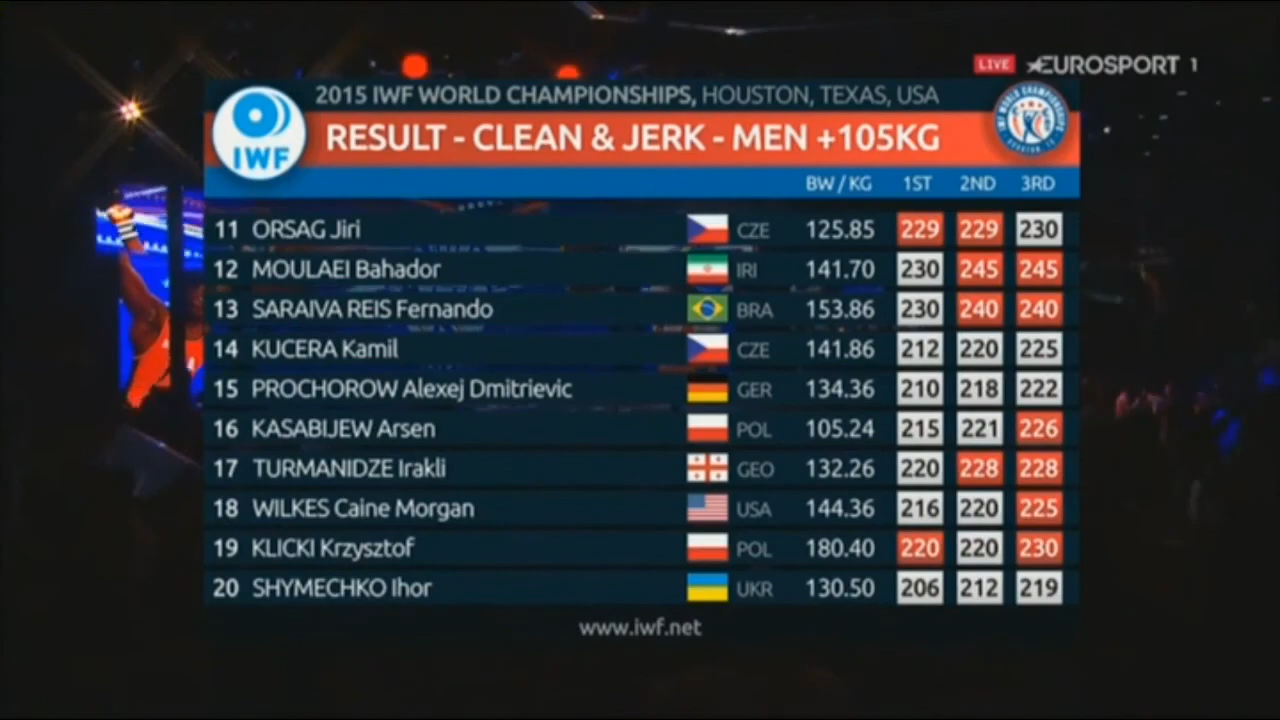 LIVE EUROSPORT 1
2015 IWF WORLD CHAMPIONSHIPS, HOUSTON, TEXAS, USA
IWF
RESULT - CLEAN & JERK - MEN +105KG
BW / KG 1ST 2ND 3RD
11 ORSAG Jiri CZE 125.85 229 229 230
12 MOULAEI Bahador IRI 141.70 230 245 245
13 SARAIVA REIS Fernando BRA 153.86 230 240 240
14 KUCERA Kamil CZE 141.86 212 220 225
15 PROCHOROW Alexej Dmitrievic GER 134.36 210 218 222
16 KASABIJEW Arsen POL 105.24 215 221 226
17 TURMANIDZE Irakli GEO 132.26 220 228 228
18 WILKES Caine Morgan USA 144.36 216 220 225
19 KLICKI Krzysztof POL 180.40 220 220 230
20 SHYMECHKO Ihor UKR 130.50 206 212 219
www.iwf.net